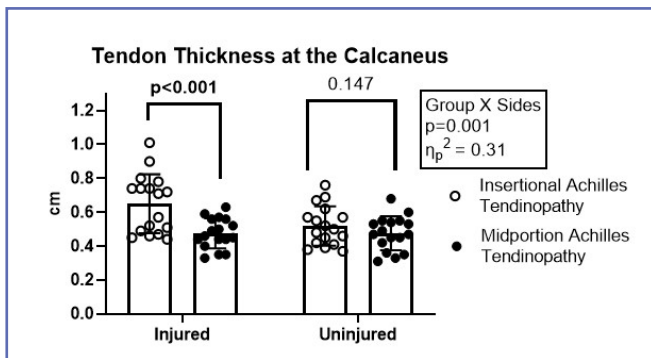 Tendon Thickness at the Calcaneus
p<0.001
0.147
Group X Sides
p=0.001
ηp² = 0.31
1.2
1.0
0.8
0.6
0.4
0.2
0.0
cm
Insertional Achilles
Tendinopathy
Midportion Achilles
Tendinopathy
Injured
Uninjured